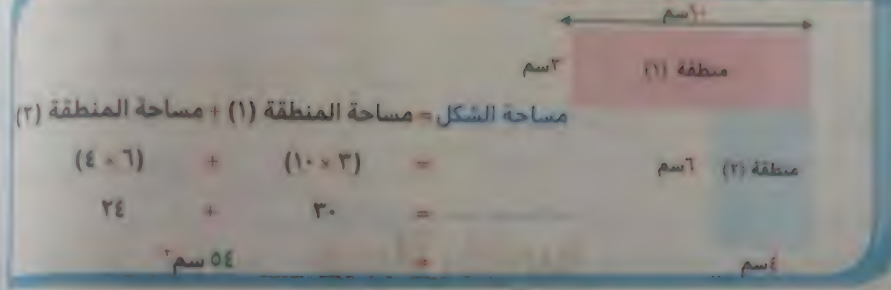 ١٠سم
منطقة (١)
٣سم
مساحة الشكل = مساحة المنطقة (١) + مساحة المنطقة (٢)
= (٣ × ١٠) + (٦ × ٤)
منطقة (٢) ٦سم
= ٣٠ + ٢٤
= ٥٤ سم٢
٤سم